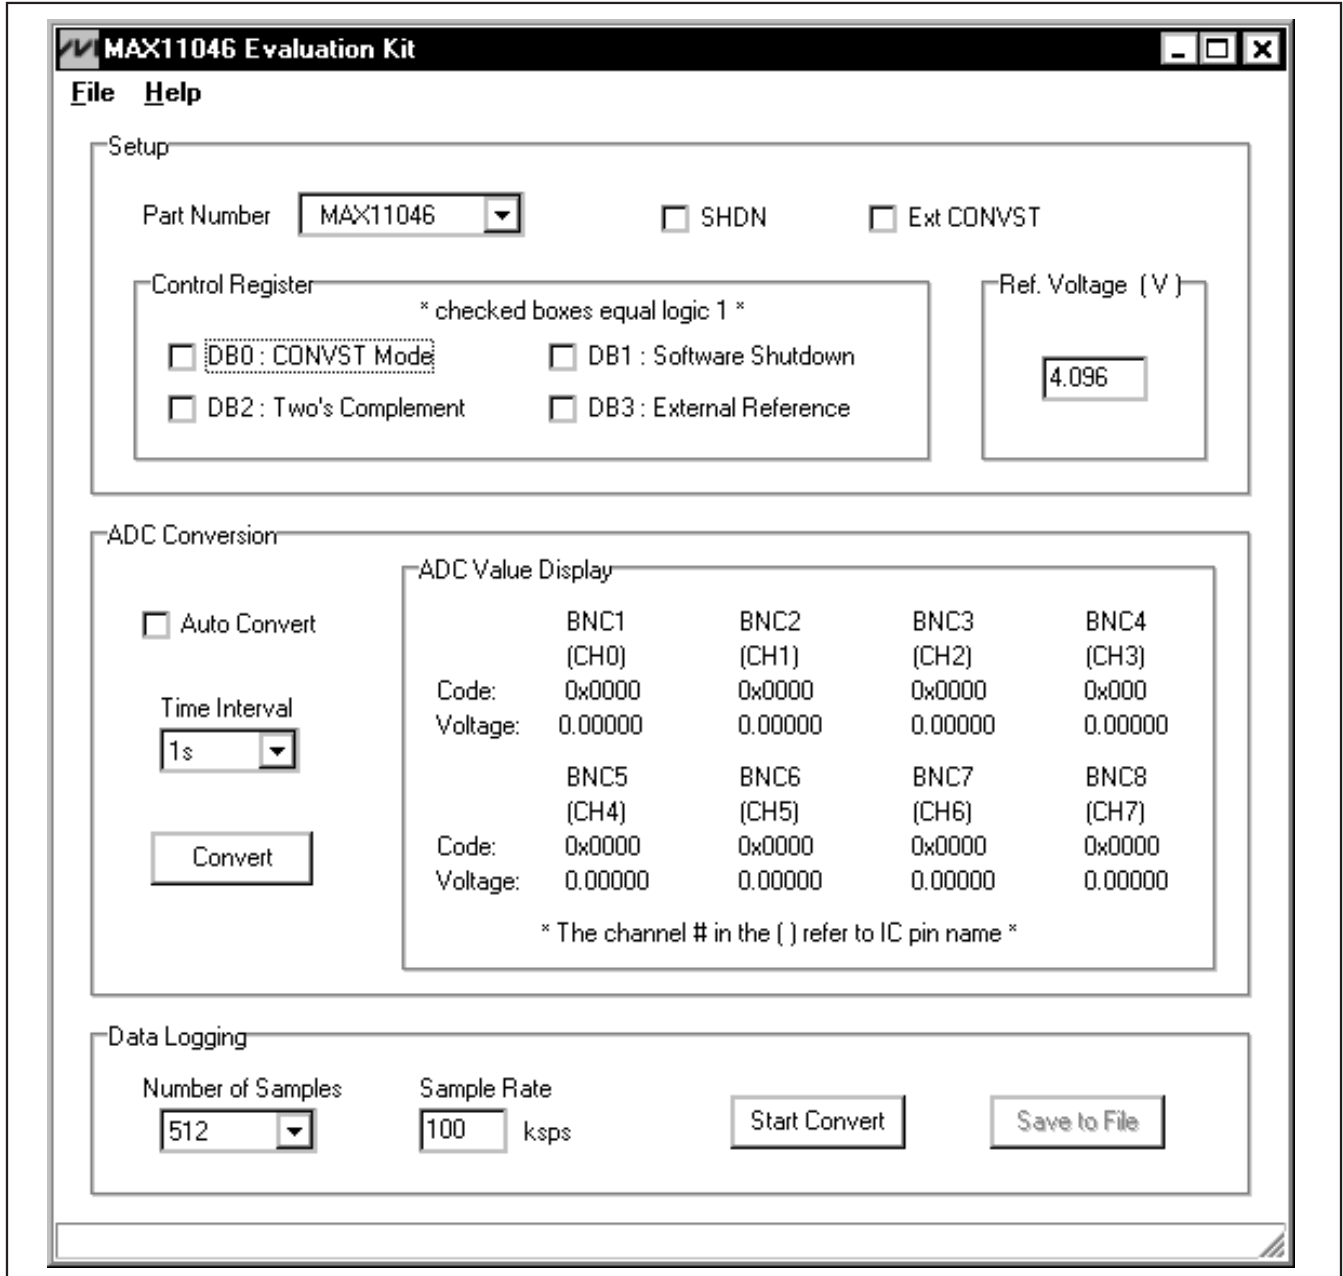 MAX11046 Evaluation Kit
File Help
Setup
Part Number MAX11046 SHDN Ext CONVST
Control Register
* checked boxes equal logic 1 *
DB0 : CONVST Mode DB1 : Software Shutdown
DB2 : Two's Complement DB3 : External Reference
Ref. Voltage ( V )
4.096
ADC Conversion
Auto Convert
Time Interval
1s
Convert
ADC Value Display
BNC1 BNC2 BNC3 BNC4
(CH0) (CH1) (CH2) (CH3)
Code: 0x0000 0x0000 0x0000 0x000
Voltage: 0.00000 0.00000 0.00000 0.00000
BNC5 BNC6 BNC7 BNC8
(CH4) (CH5) (CH6) (CH7)
Code: 0x0000 0x0000 0x0000 0x0000
Voltage: 0.00000 0.00000 0.00000 0.00000
* The channel # in the ( ) refer to IC pin name *
Data Logging
Number of Samples Sample Rate
512 100 ksps Start Convert Save to File